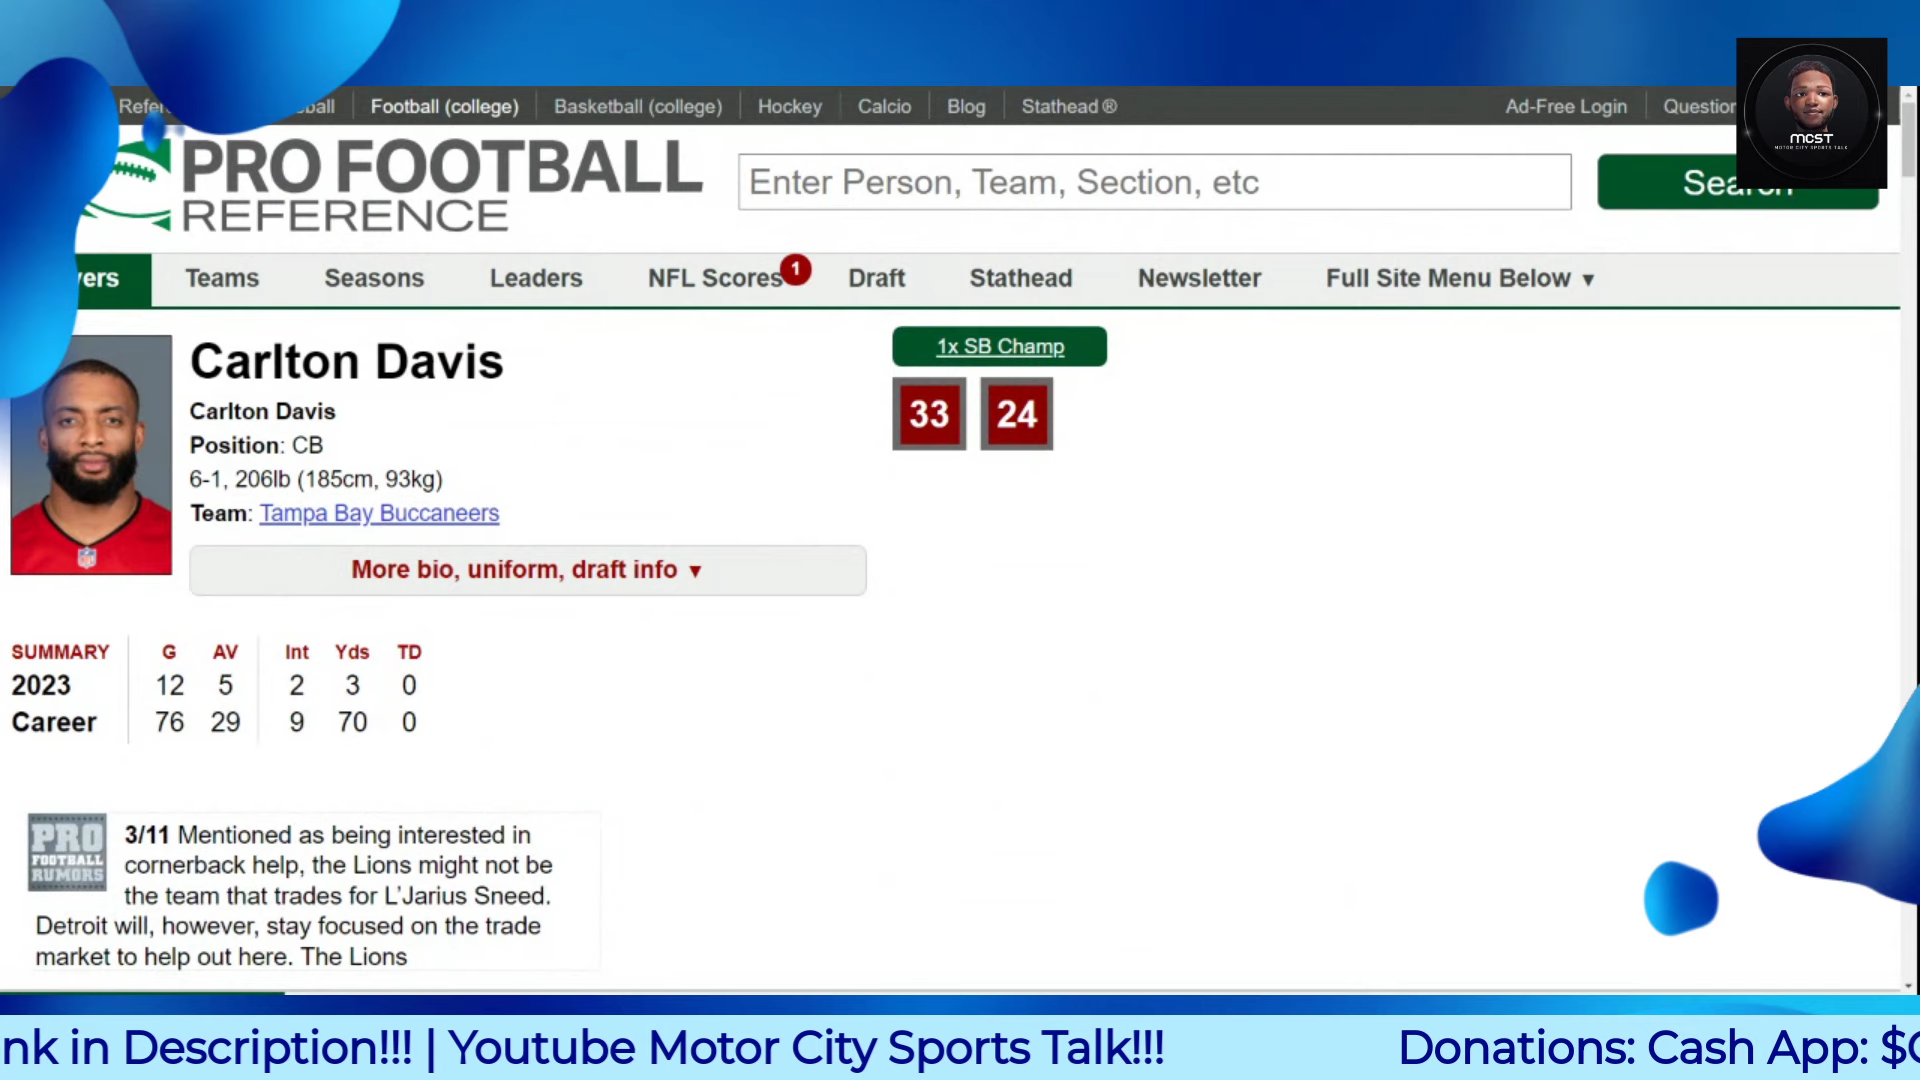 Football (college) Basketball (college) Hockey Calcio Blog Stathead® Ad-Free Login
MCST
MOTOR CITY SPORTS TALK
PRO FOOTBALL
REFERENCE
Enter Person, Team, Section, etc
Search
Teams Seasons Leaders NFL Scores 1 Draft Stathead Newsletter Full Site Menu Below ▼
Carlton Davis
1x SB Champ
33 24
Carlton Davis
Position: CB
6-1, 206lb (185cm, 93kg)
Team: Tampa Bay Buccaneers
More bio, uniform, draft info ▼
SUMMARY G AV Int Yds TD
2023 12 5 2 3 0
Career 76 29 9 70 0
PRO
FOOTBALL
RUMORS
3/11 Mentioned as being interested in
cornerback help, the Lions might not be
the team that trades for L'Jarius Sneed.
Detroit will, however, stay focused on the trade
market to help out here. The Lions
nk in Description!!! | Youtube Motor City Sports Talk!!! Donations: Cash App: